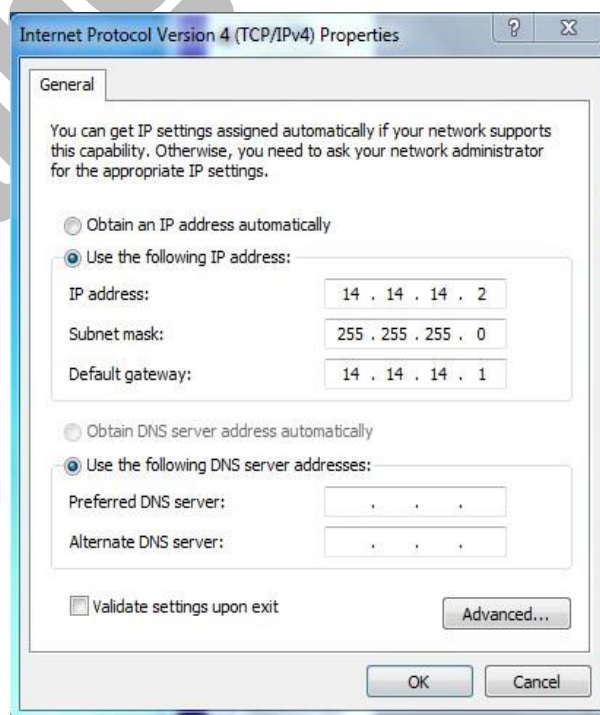 Internet Protocol Version 4 (TCP/IPv4) Properties
General
You can get IP settings assigned automatically if your network supports
this capability. Otherwise, you need to ask your network administrator
for the appropriate IP settings.
Obtain an IP address automatically
Use the following IP address:
IP address: 14 . 14 . 14 . 2
Subnet mask: 255 . 255 . 255 . 0
Default gateway: 14 . 14 . 14 . 1
Obtain DNS server address automatically
Use the following DNS server addresses:
Preferred DNS server: . . .
Alternate DNS server: . . .
Validate settings upon exit
Advanced...
OK Cancel